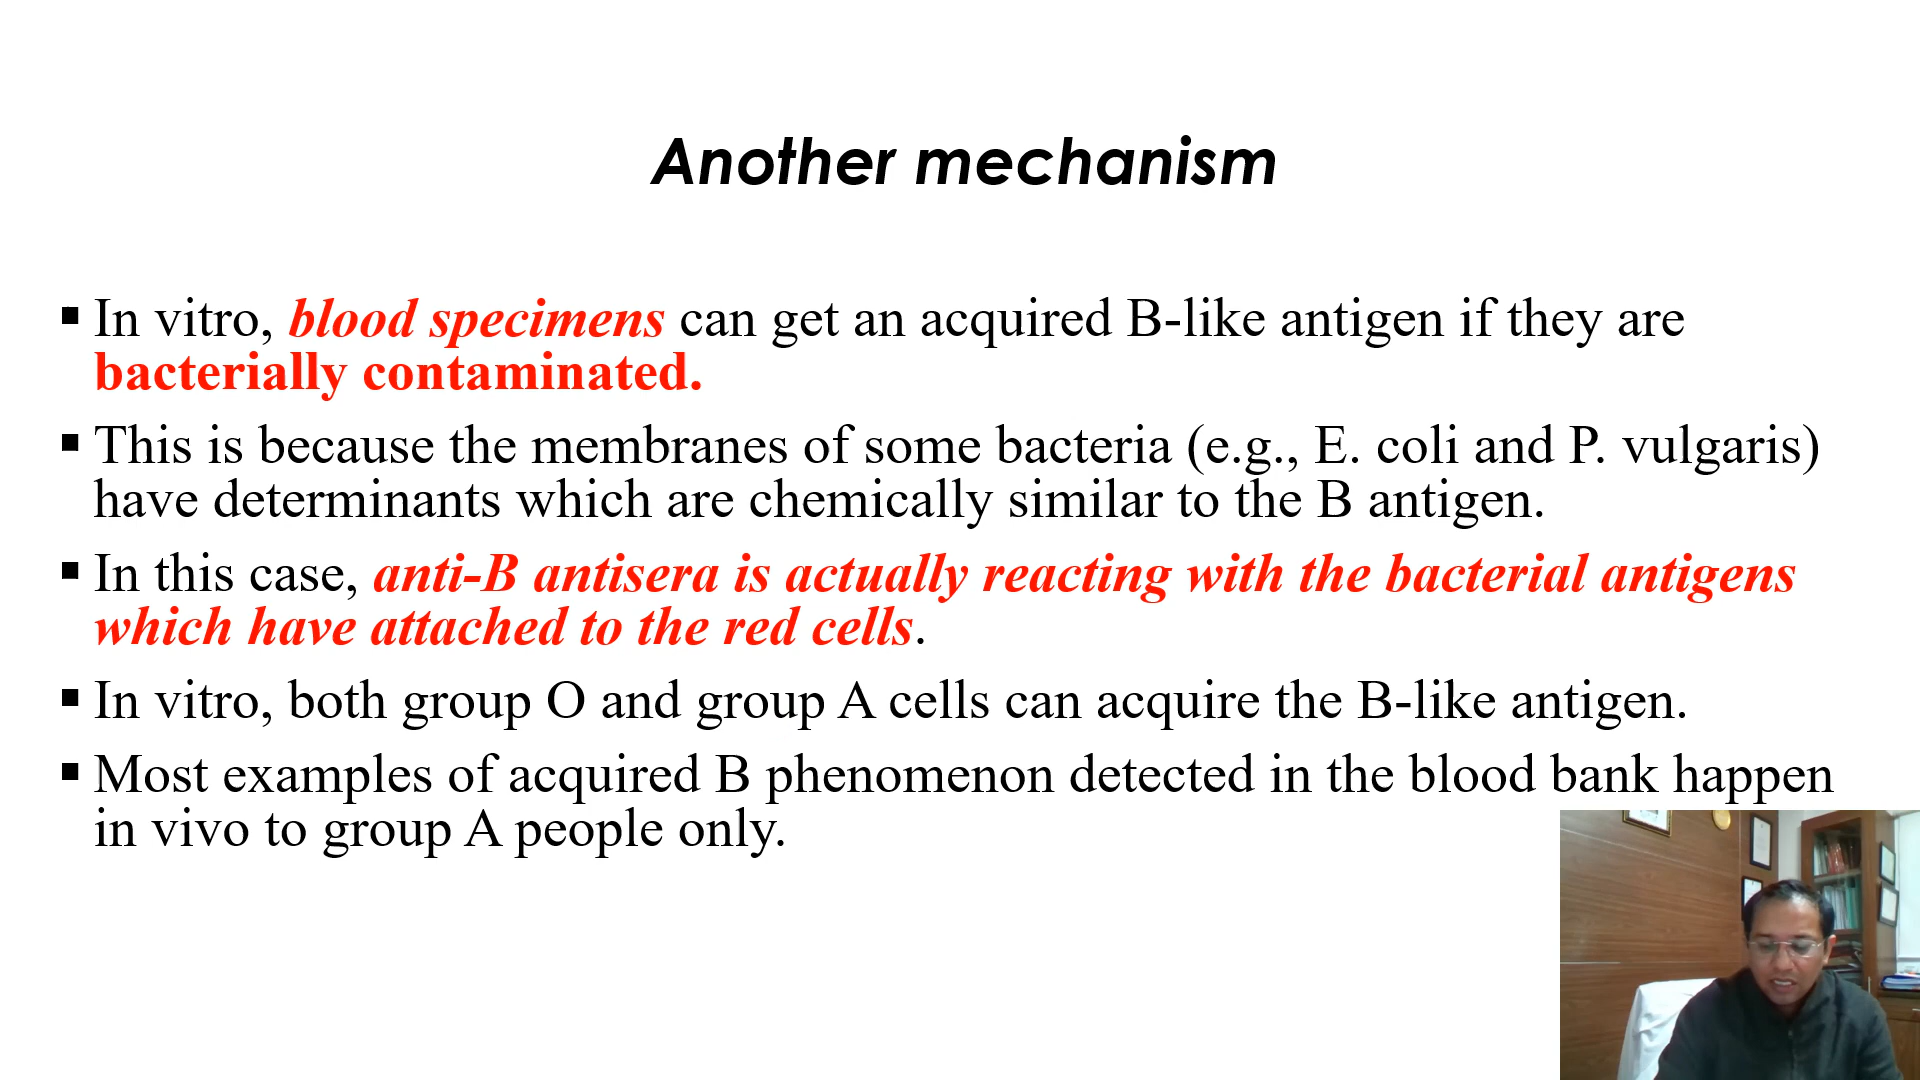 Another mechanism
▪ In vitro, blood specimens can get an acquired B-like antigen if they are
bacterially contaminated.
▪ This is because the membranes of some bacteria (e.g., E. coli and P. vulgaris)
have determinants which are chemically similar to the B antigen.
▪ In this case, anti-B antisera is actually reacting with the bacterial antigens
which have attached to the red cells.
▪ In vitro, both group O and group A cells can acquire the B-like antigen.
▪ Most examples of acquired B phenomenon detected in the blood bank happen
in vivo to group A people only.